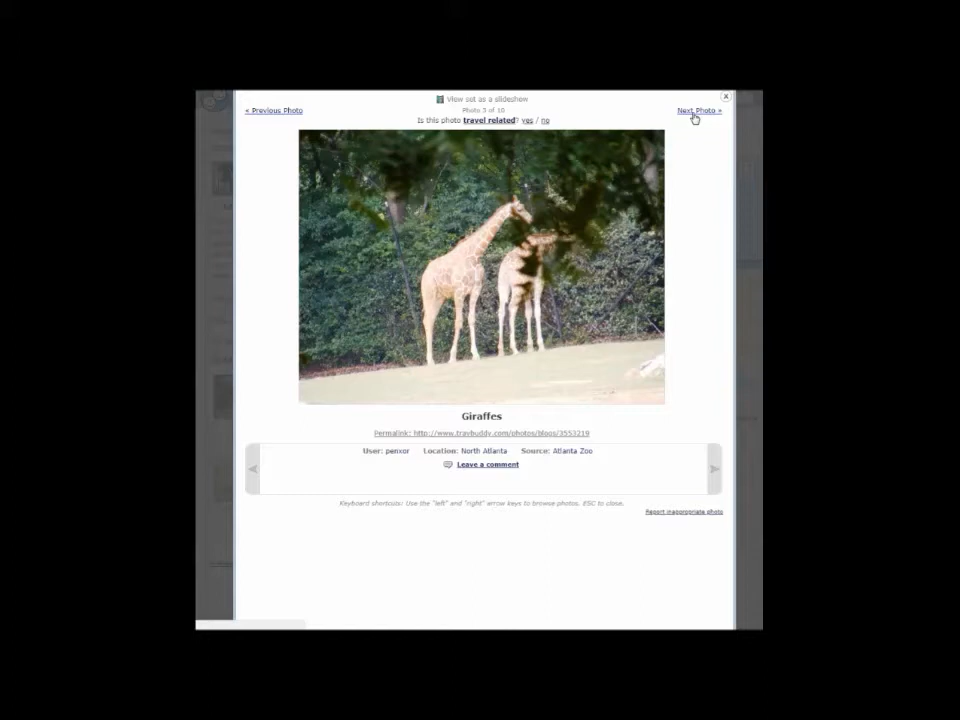 View set as a slideshow
« Previous Photo
Photo 3 of 10
Next Photo »
Is this photo travel related? yes / no
Giraffes
Permalink: http://www.travbuddy.com/photos/blogs/3553219
User: penxor Location: North Atlanta Source: Atlanta Zoo
Leave a comment
Keyboard shortcuts: Use the "left" and "right" arrow keys to browse photos. ESC to close.
Report inappropriate photo